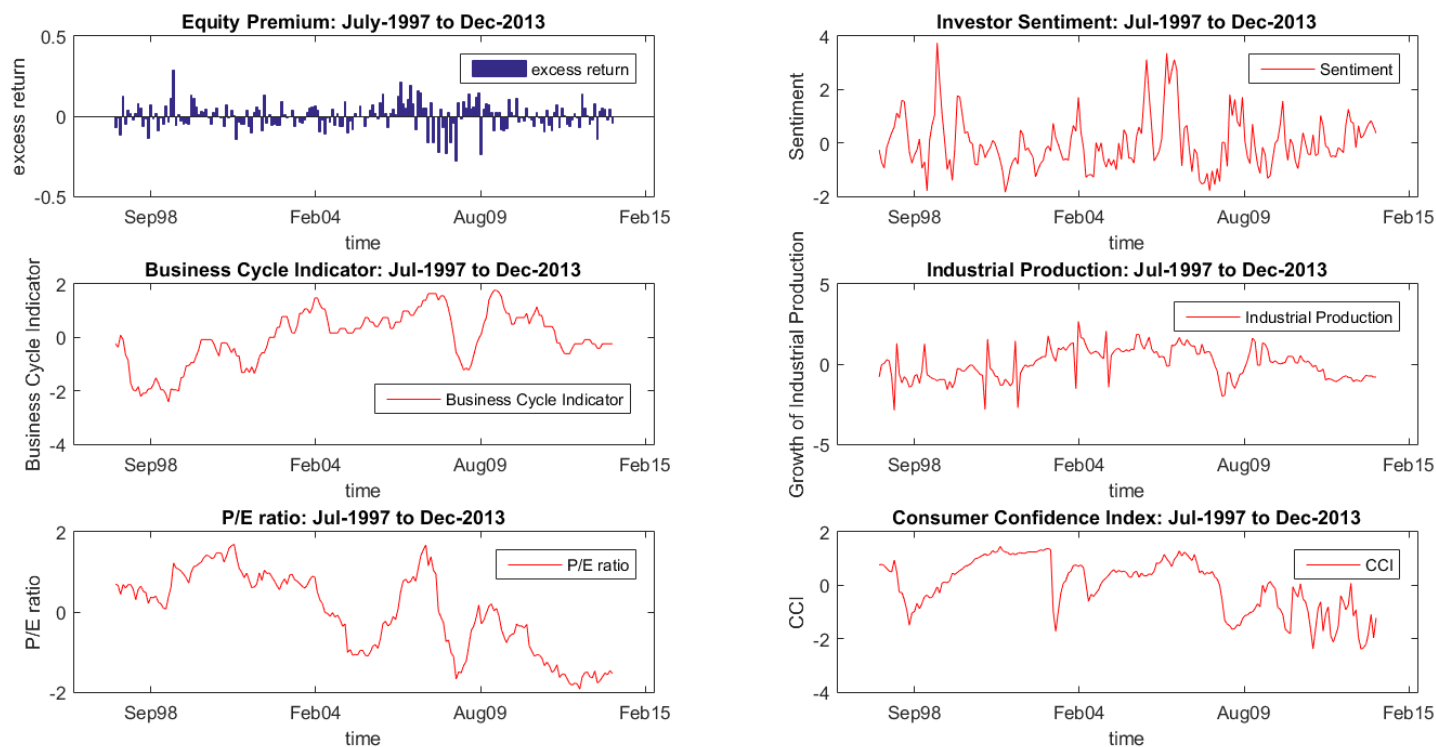 Equity Premium: July-1997 to Dec-2013
excess return
0.5
0
-0.5
excess return
Sep98 Feb04 Aug09 Feb15
time
Investor Sentiment: Jul-1997 to Dec-2013
Sentiment
4
2
0
-2
Sentiment
Sep98 Feb04 Aug09 Feb15
time
Business Cycle Indicator: Jul-1997 to Dec-2013
Business Cycle Indicator
2
0
-2
-4
Business Cycle Indicator
Sep98 Feb04 Aug09 Feb15
time
Industrial Production: Jul-1997 to Dec-2013
Growth of Industrial Production
5
0
-5
Industrial Production
Sep98 Feb04 Aug09 Feb15
time
P/E ratio: Jul-1997 to Dec-2013
P/E ratio
2
0
-2
P/E ratio
Sep98 Feb04 Aug09 Feb15
time
Consumer Confidence Index: Jul-1997 to Dec-2013
CCI
2
0
-2
-4
CCI
Sep98 Feb04 Aug09 Feb15
time